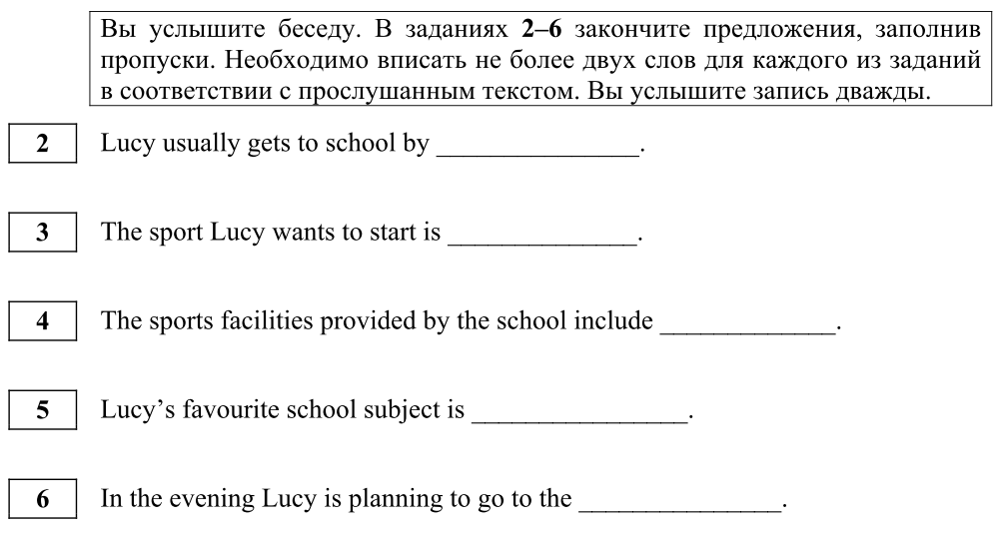 Вы услышите беседу. В заданиях 2–6 закончите предложения, заполнив
пропуски. Необходимо вписать не более двух слов для каждого из заданий
в соответствии с прослушанным текстом. Вы услышите запись дважды.
2 Lucy usually gets to school by _______________.
3 The sport Lucy wants to start is ______________.
4 The sports facilities provided by the school include _____________.
5 Lucy’s favourite school subject is ________________.
6 In the evening Lucy is planning to go to the _______________.